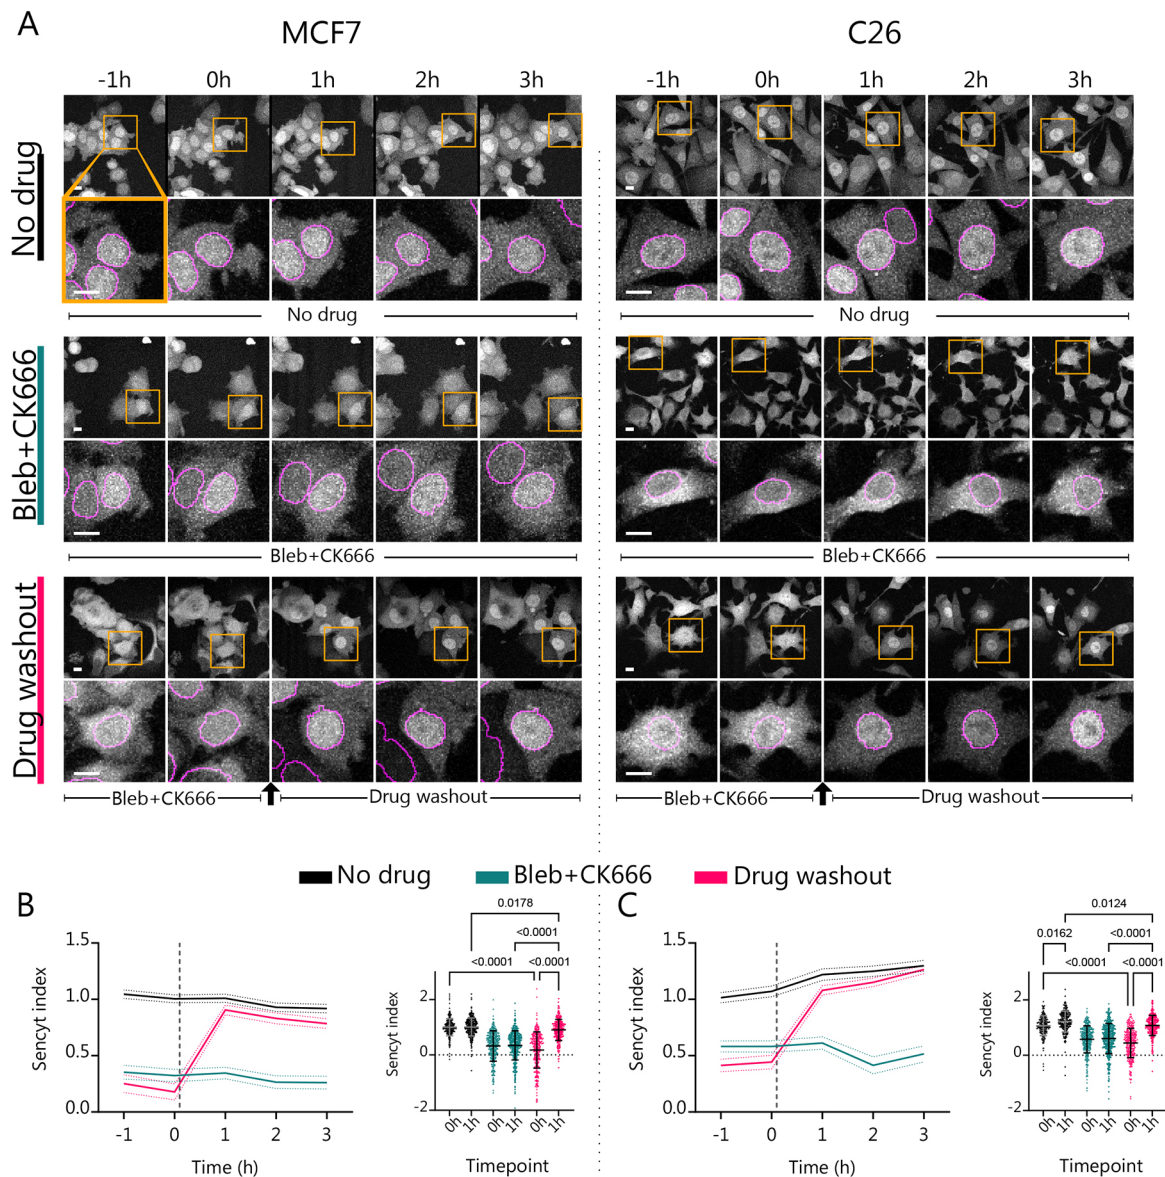 A
MCF7
C26
-1h 0h 1h 2h 3h
-1h 0h 1h 2h 3h
No drug
No drug
No drug
Bleb+CK666
Bleb+CK666
Bleb+CK666
Drug washout
Bleb+CK666
Drug washout
Bleb+CK666
Drug washout
No drug
Bleb+CK666
Drug washout
B
Sencyt index
1.5
1.0
0.5
0.0
-1 0 1 2 3
Time (h)
0.0178
<0.0001
<0.0001
<0.0001
Sencyt index
2
0
-2
0h 1h 0h 1h 0h 1h
Timepoint
C
Sencyt index
1.5
1.0
0.5
0.0
-1 0 1 2 3
Time (h)
0.0124
0.0162
<0.0001
<0.0001
<0.0001
Sencyt index
2
0
-2
0h 1h 0h 1h 0h 1h
Timepoint